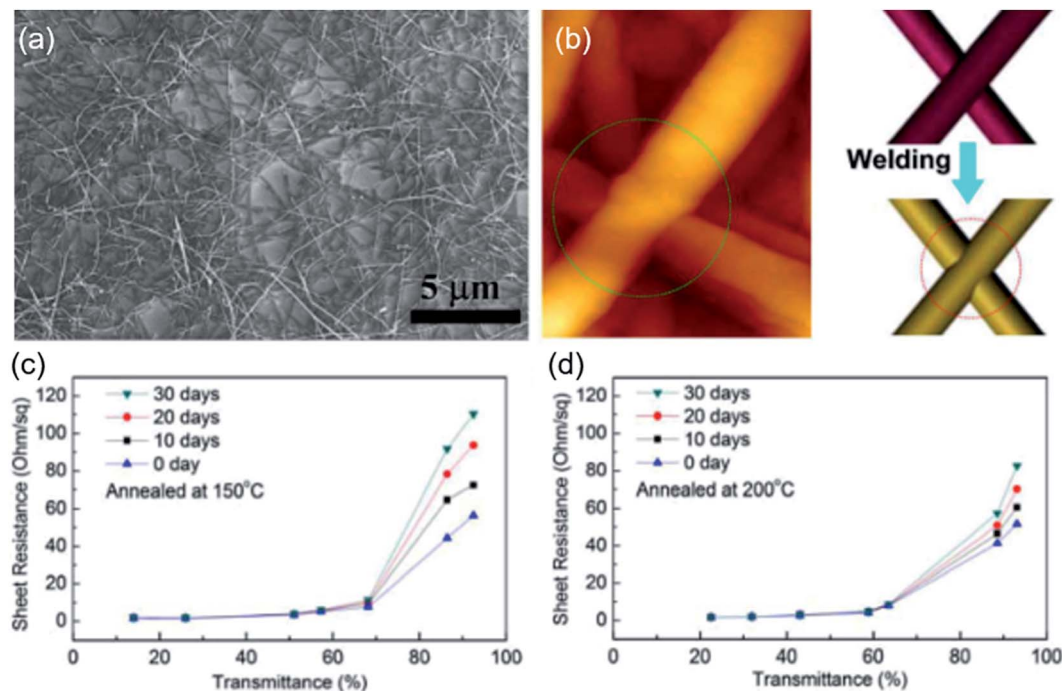 (a)
5 μm
(b)
Welding
(c)
120
100
80
60
40
20
0
Sheet Resistance (Ohm/sq)
30 days
20 days
10 days
0 day
Annealed at 150°C
0
20
40
60
80
100
Transmittance (%)
(d)
120
100
80
60
40
20
0
Sheet Resistance (Ohm/sq)
30 days
20 days
10 days
0 day
Annealed at 200°C
0
20
40
60
80
100
Transmittance (%)